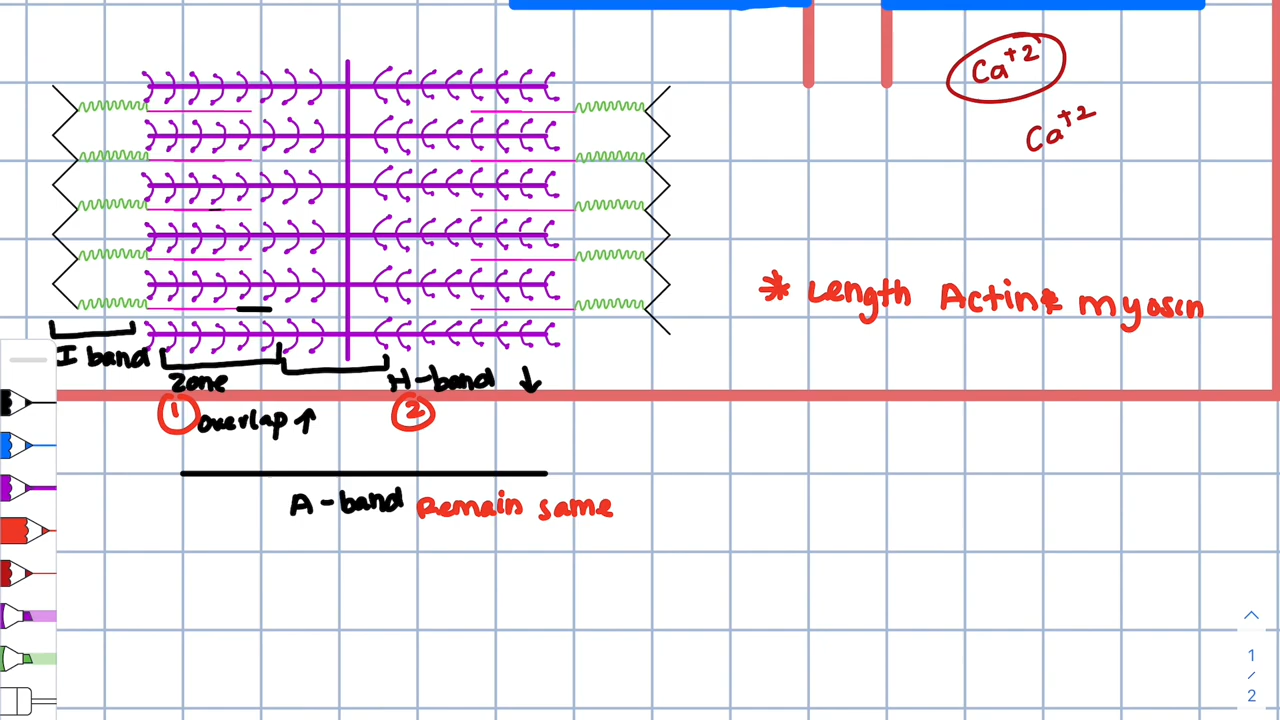 Ca+2
Ca+2
* Length Actin & myosin
I band
Zone
H-band ↓
1 overlap ↑
2
A-band Remain same
1
/
2